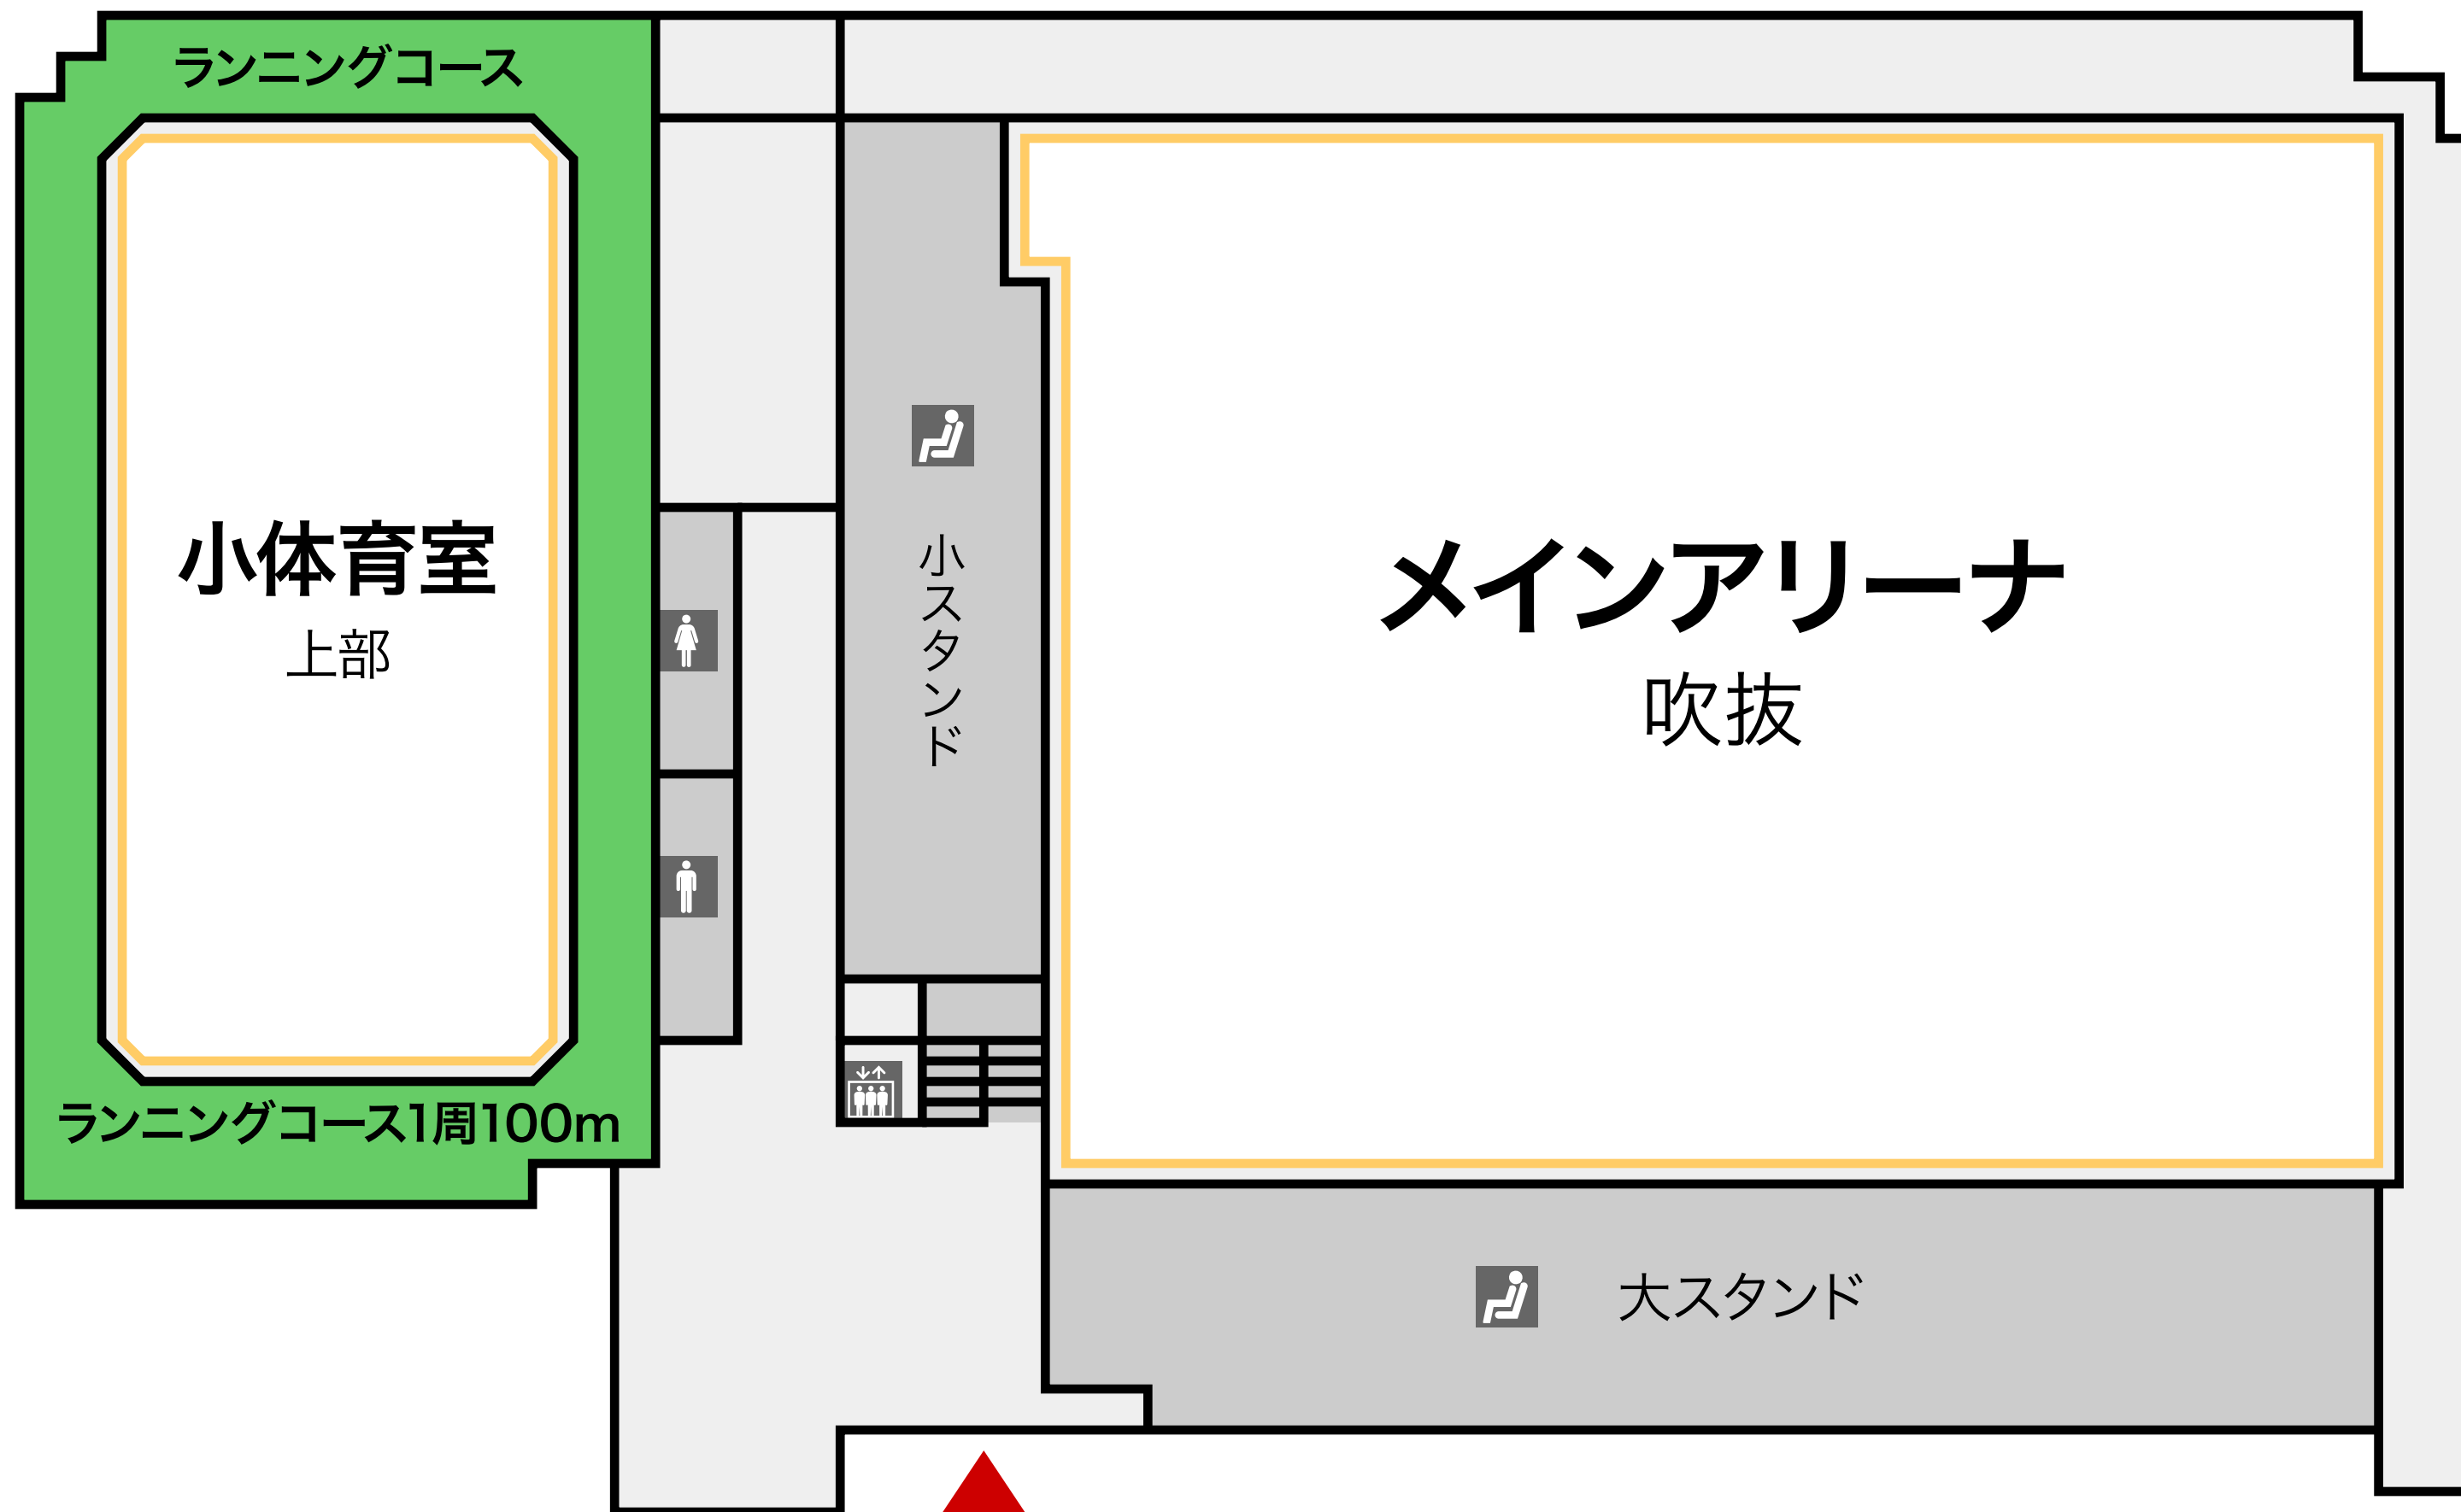 ランニングコース
小体育室
上部
ランニングコース1周100m
小スタンド
メインアリーナ
吹抜
大スタンド